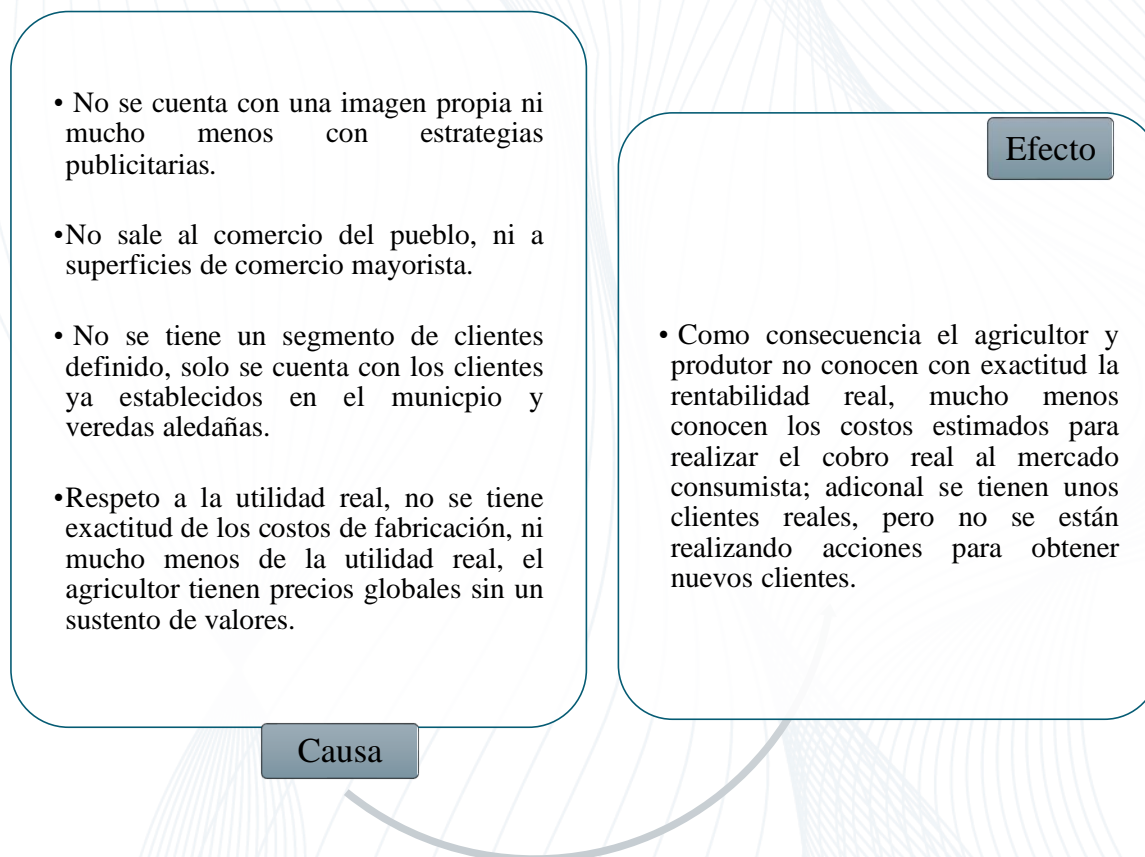 • No se cuenta con una imagen propia ni
mucho menos con estrategias
publicitarias.
•No sale al comercio del pueblo, ni a
superficies de comercio mayorista.
• No se tiene un segmento de clientes
definido, solo se cuenta con los clientes
ya establecidos en el municpio y
veredas aledañas.
•Respeto a la utilidad real, no se tiene
exactitud de los costos de fabricación, ni
mucho menos de la utilidad real, el
agricultor tienen precios globales sin un
sustento de valores.
Causa
Efecto
• Como consecuencia el agricultor y
produtor no conocen con exactitud la
rentabilidad real, mucho menos
conocen los costos estimados para
realizar el cobro real al mercado
consumista; adiconal se tienen unos
clientes reales, pero no se están
realizando acciones para obtener
nuevos clientes.